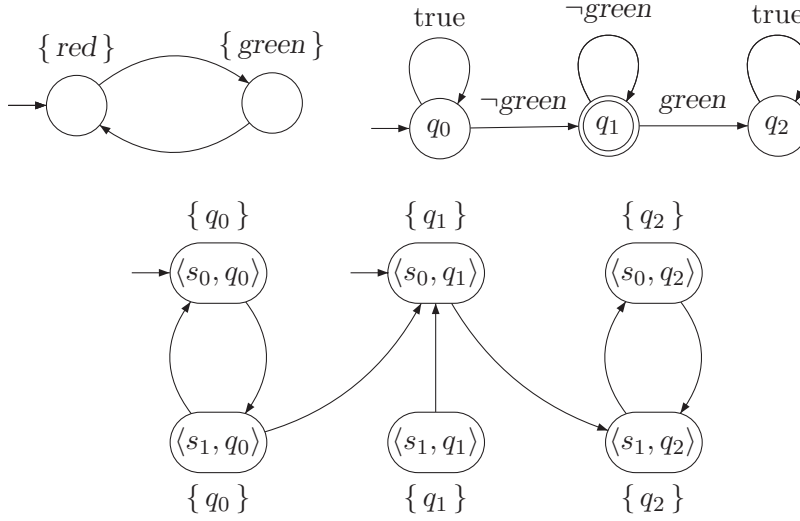 { red }
{ green }
true
¬green
true
¬green
green
q₀
q₁
q₂
{ q₀ }
{ q₁ }
{ q₂ }
⟨s₀, q₀⟩
⟨s₀, q₁⟩
⟨s₀, q₂⟩
⟨s₁, q₀⟩
⟨s₁, q₁⟩
⟨s₁, q₂⟩
{ q₀ }
{ q₁ }
{ q₂ }